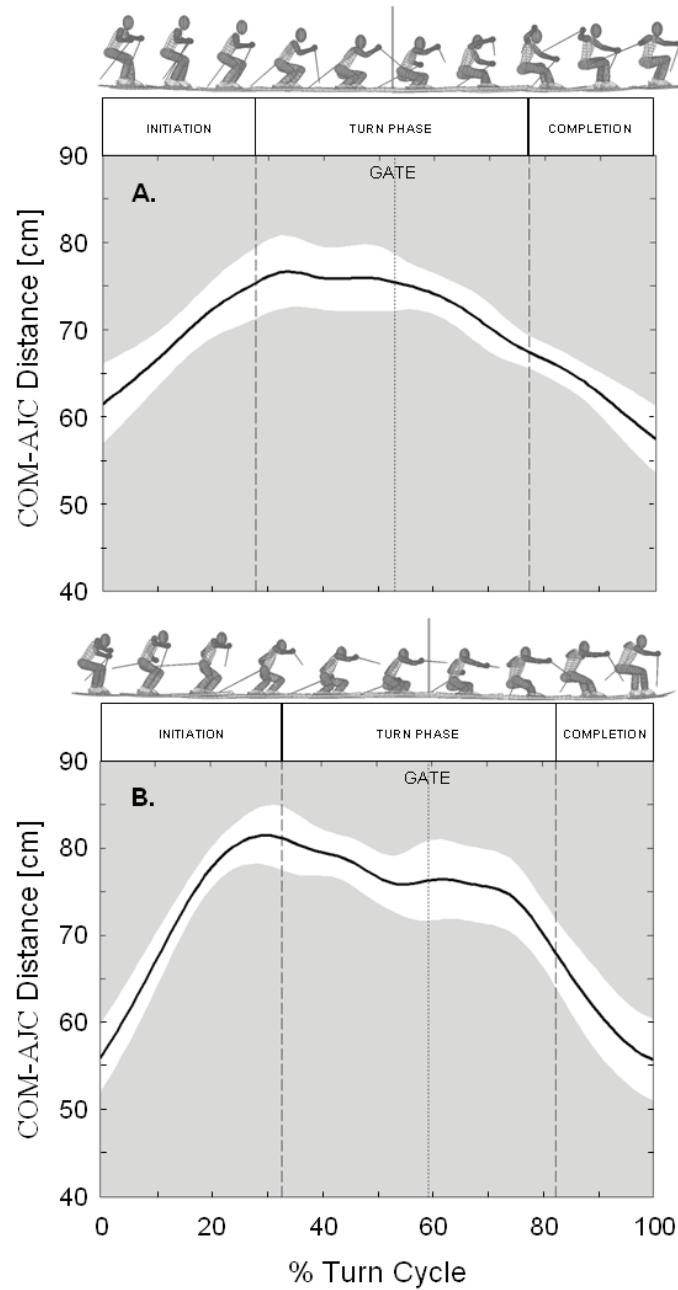 INITIATION TURN PHASE COMPLETION
90
GATE
A.
80
70
60
50
40
COM-AJC Distance [cm]
INITIATION TURN PHASE COMPLETION
90
GATE
B.
80
70
60
50
40
COM-AJC Distance [cm]
0 20 40 60 80 100
% Turn Cycle